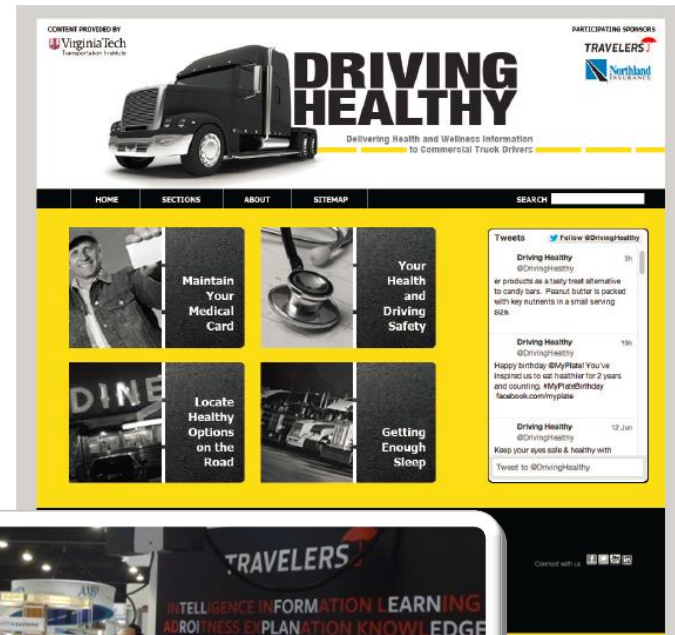 CONTENT PROVIDED BY
VirginiaTech
Transportation Institute
PARTICIPATING SPONSORS
TRAVELERS
Northland
INSURANCE
DRIVING
HEALTHY
Delivering Health and Wellness Information
to Commercial Truck Drivers
HOME SECTIONS ABOUT SITEMAP SEARCH
Maintain
Your
Medical
Card
Your
Health
and
Driving
Safety
DINE
Locate
Healthy
Options
on the
Road
Getting
Enough
Sleep
Tweets Follow @DrivingHealthy
Driving Healthy 3h
@DrivingHealthy
er products as a tasty treat alternative
to candy bars. Peanut butter is packed
with key nutrients in a small serving
size.
Driving Healthy 19h
@DrivingHealthy
Happy birthday @MyPlate! You've
inspired us to eat healthier for 2 years
and counting. #MyPlateBirthday
facebook.com/myplate
Driving Healthy 12 Jun
@DrivingHealthy
Keep your eyes safe & healthy with
Tweet to @DrivingHealthy
Connect with us
TRAVELERS
INTELLIGENCE INFORMATION LEARNING
ADROITNESS EXPLANATION KNOWLEDGE